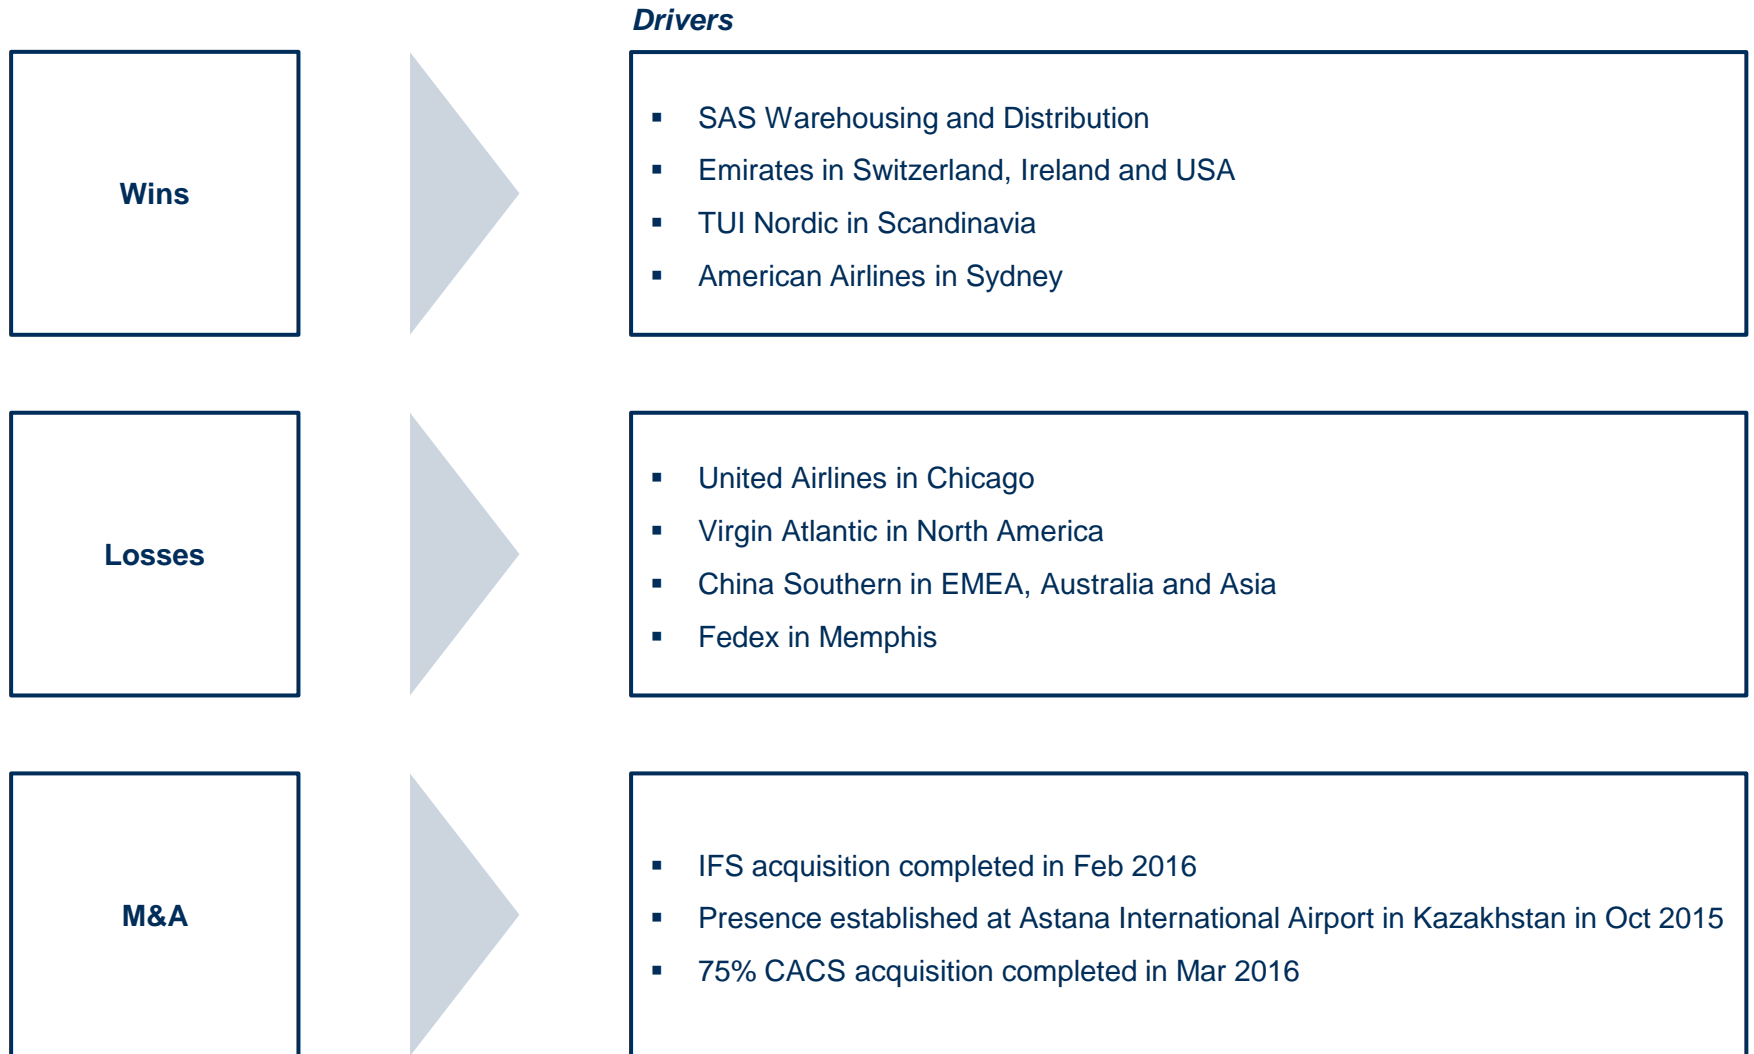 Drivers
Wins
▪ SAS Warehousing and Distribution
▪ Emirates in Switzerland, Ireland and USA
▪ TUI Nordic in Scandinavia
▪ American Airlines in Sydney
Losses
▪ United Airlines in Chicago
▪ Virgin Atlantic in North America
▪ China Southern in EMEA, Australia and Asia
▪ Fedex in Memphis
M&A
▪ IFS acquisition completed in Feb 2016
▪ Presence established at Astana International Airport in Kazakhstan in Oct 2015
▪ 75% CACS acquisition completed in Mar 2016